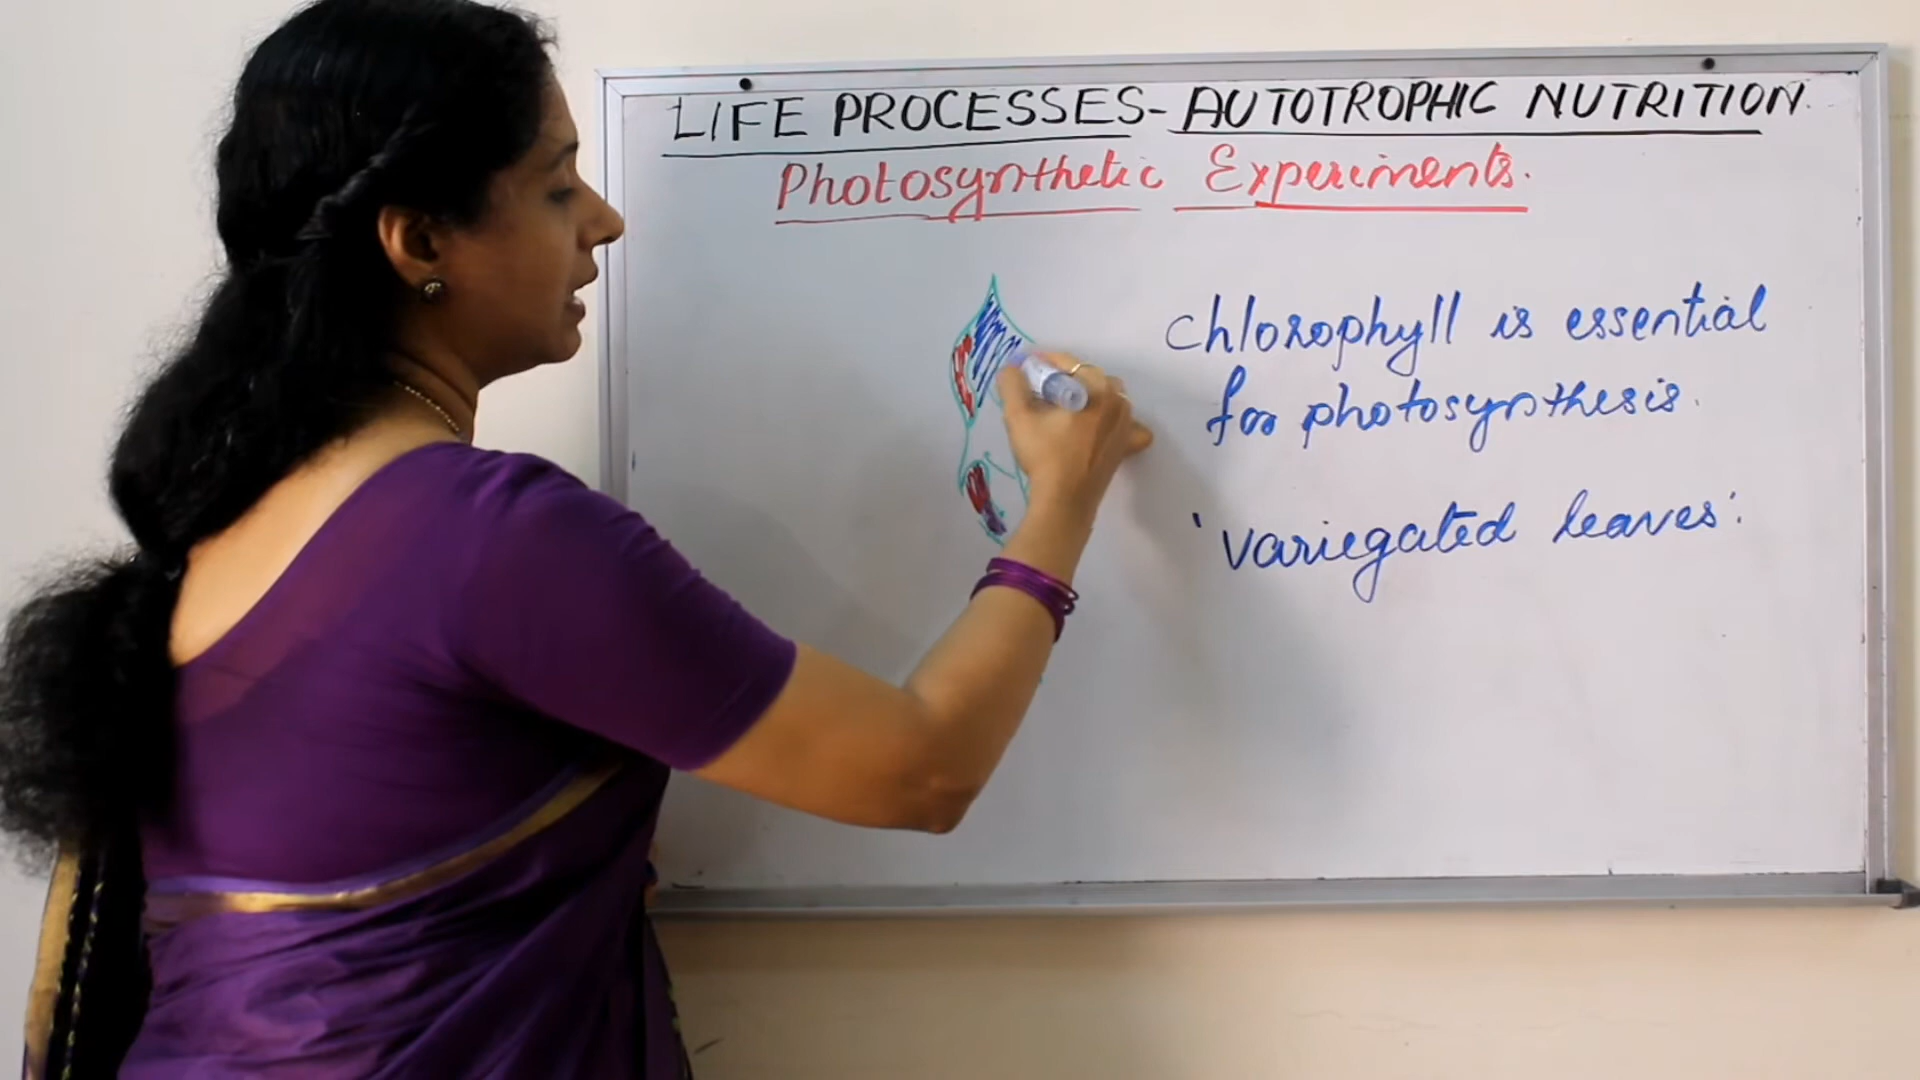 LIFE PROCESSES - AUTOTROPHIC NUTRITION.
Photosynthetic Experiments.
Chlorophyll is essential
for photosynthesis.
'Variegated leaves'.